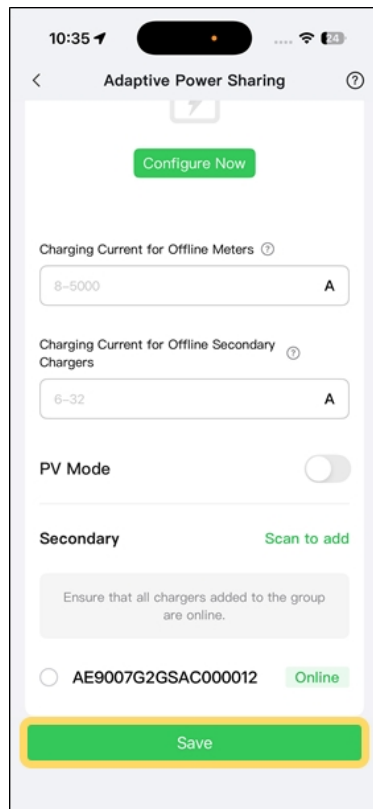 10:35
24
Adaptive Power Sharing
Configure Now
Charging Current for Offline Meters
8-5000 A
Charging Current for Offline Secondary
Chargers
6-32 A
PV Mode
Secondary Scan to add
Ensure that all chargers added to the group
are online.
AE9007G2GSAC000012 Online
Save